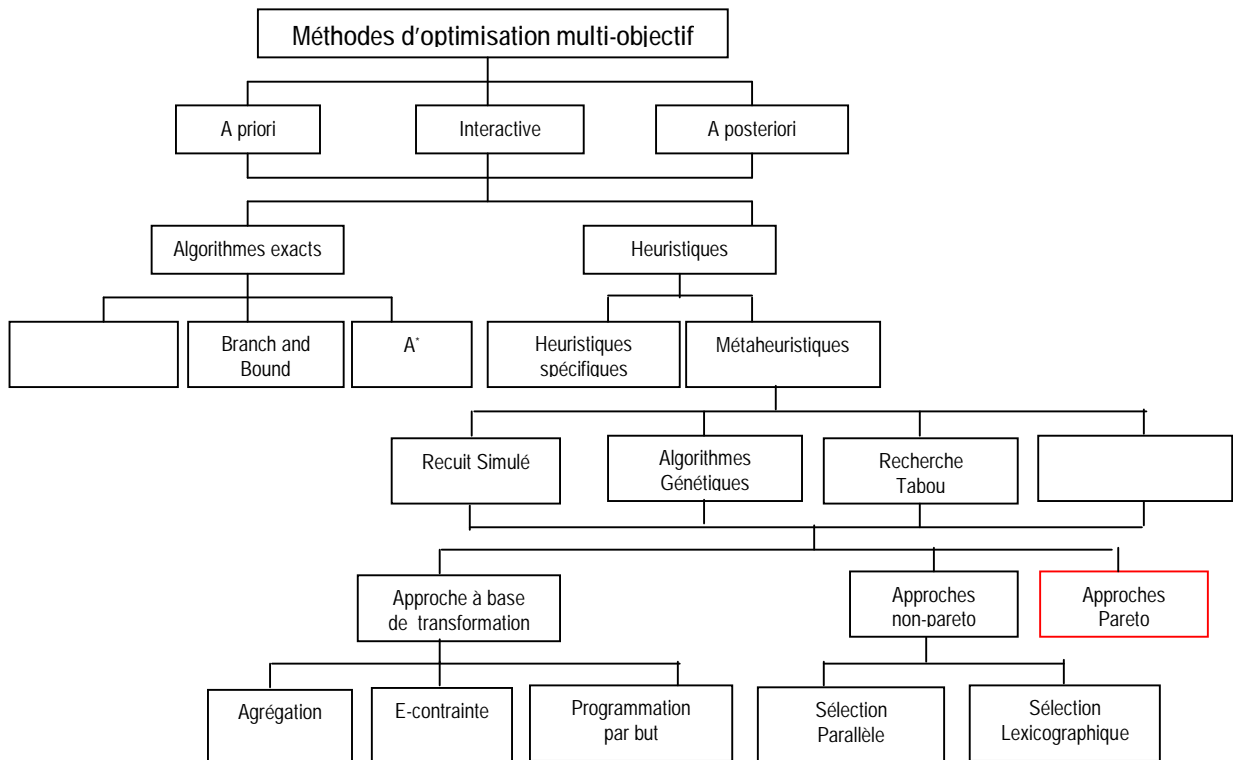 Méthodes d'optimisation multi-objectif
A priori
Interactive
A posteriori
Algorithmes exacts
Heuristiques
Branch and
Bound
A*
Heuristiques
spécifiques
Métaheuristiques
Recuit Simulé
Algorithmes
Génétiques
Recherche
Tabou
Approche à base
de transformation
Approches
non-pareto
Approches
Pareto
Agrégation
E-contrainte
Programmation
par but
Sélection
Parallèle
Sélection
Lexicographique